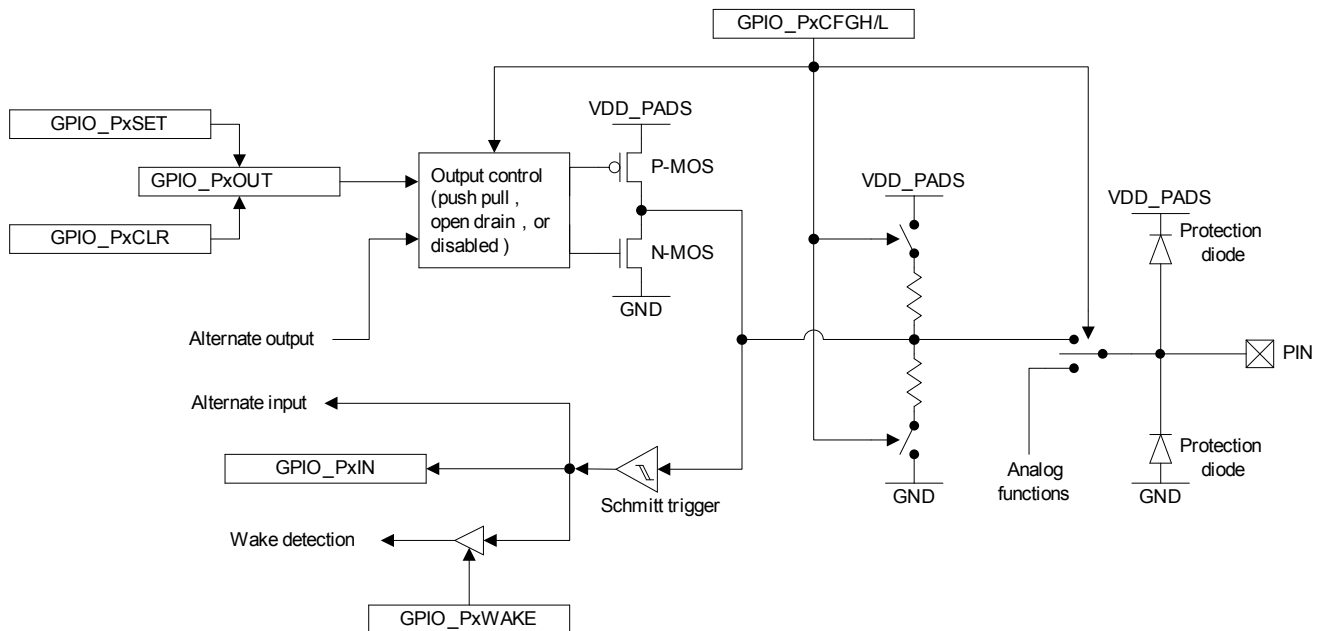 GPIO_PxCFGH/L
GPIO_PxSET
GPIO_PxOUT
GPIO_PxCLR
Output control
(push pull ,
open drain , or
disabled )
VDD_PADS
P-MOS
N-MOS
GND
Alternate output
Alternate input
GPIO_PxIN
Schmitt trigger
Wake detection
GPIO_PxWAKE
VDD_PADS
GND
Analog
functions
VDD_PADS
Protection
diode
PIN
Protection
diode
GND